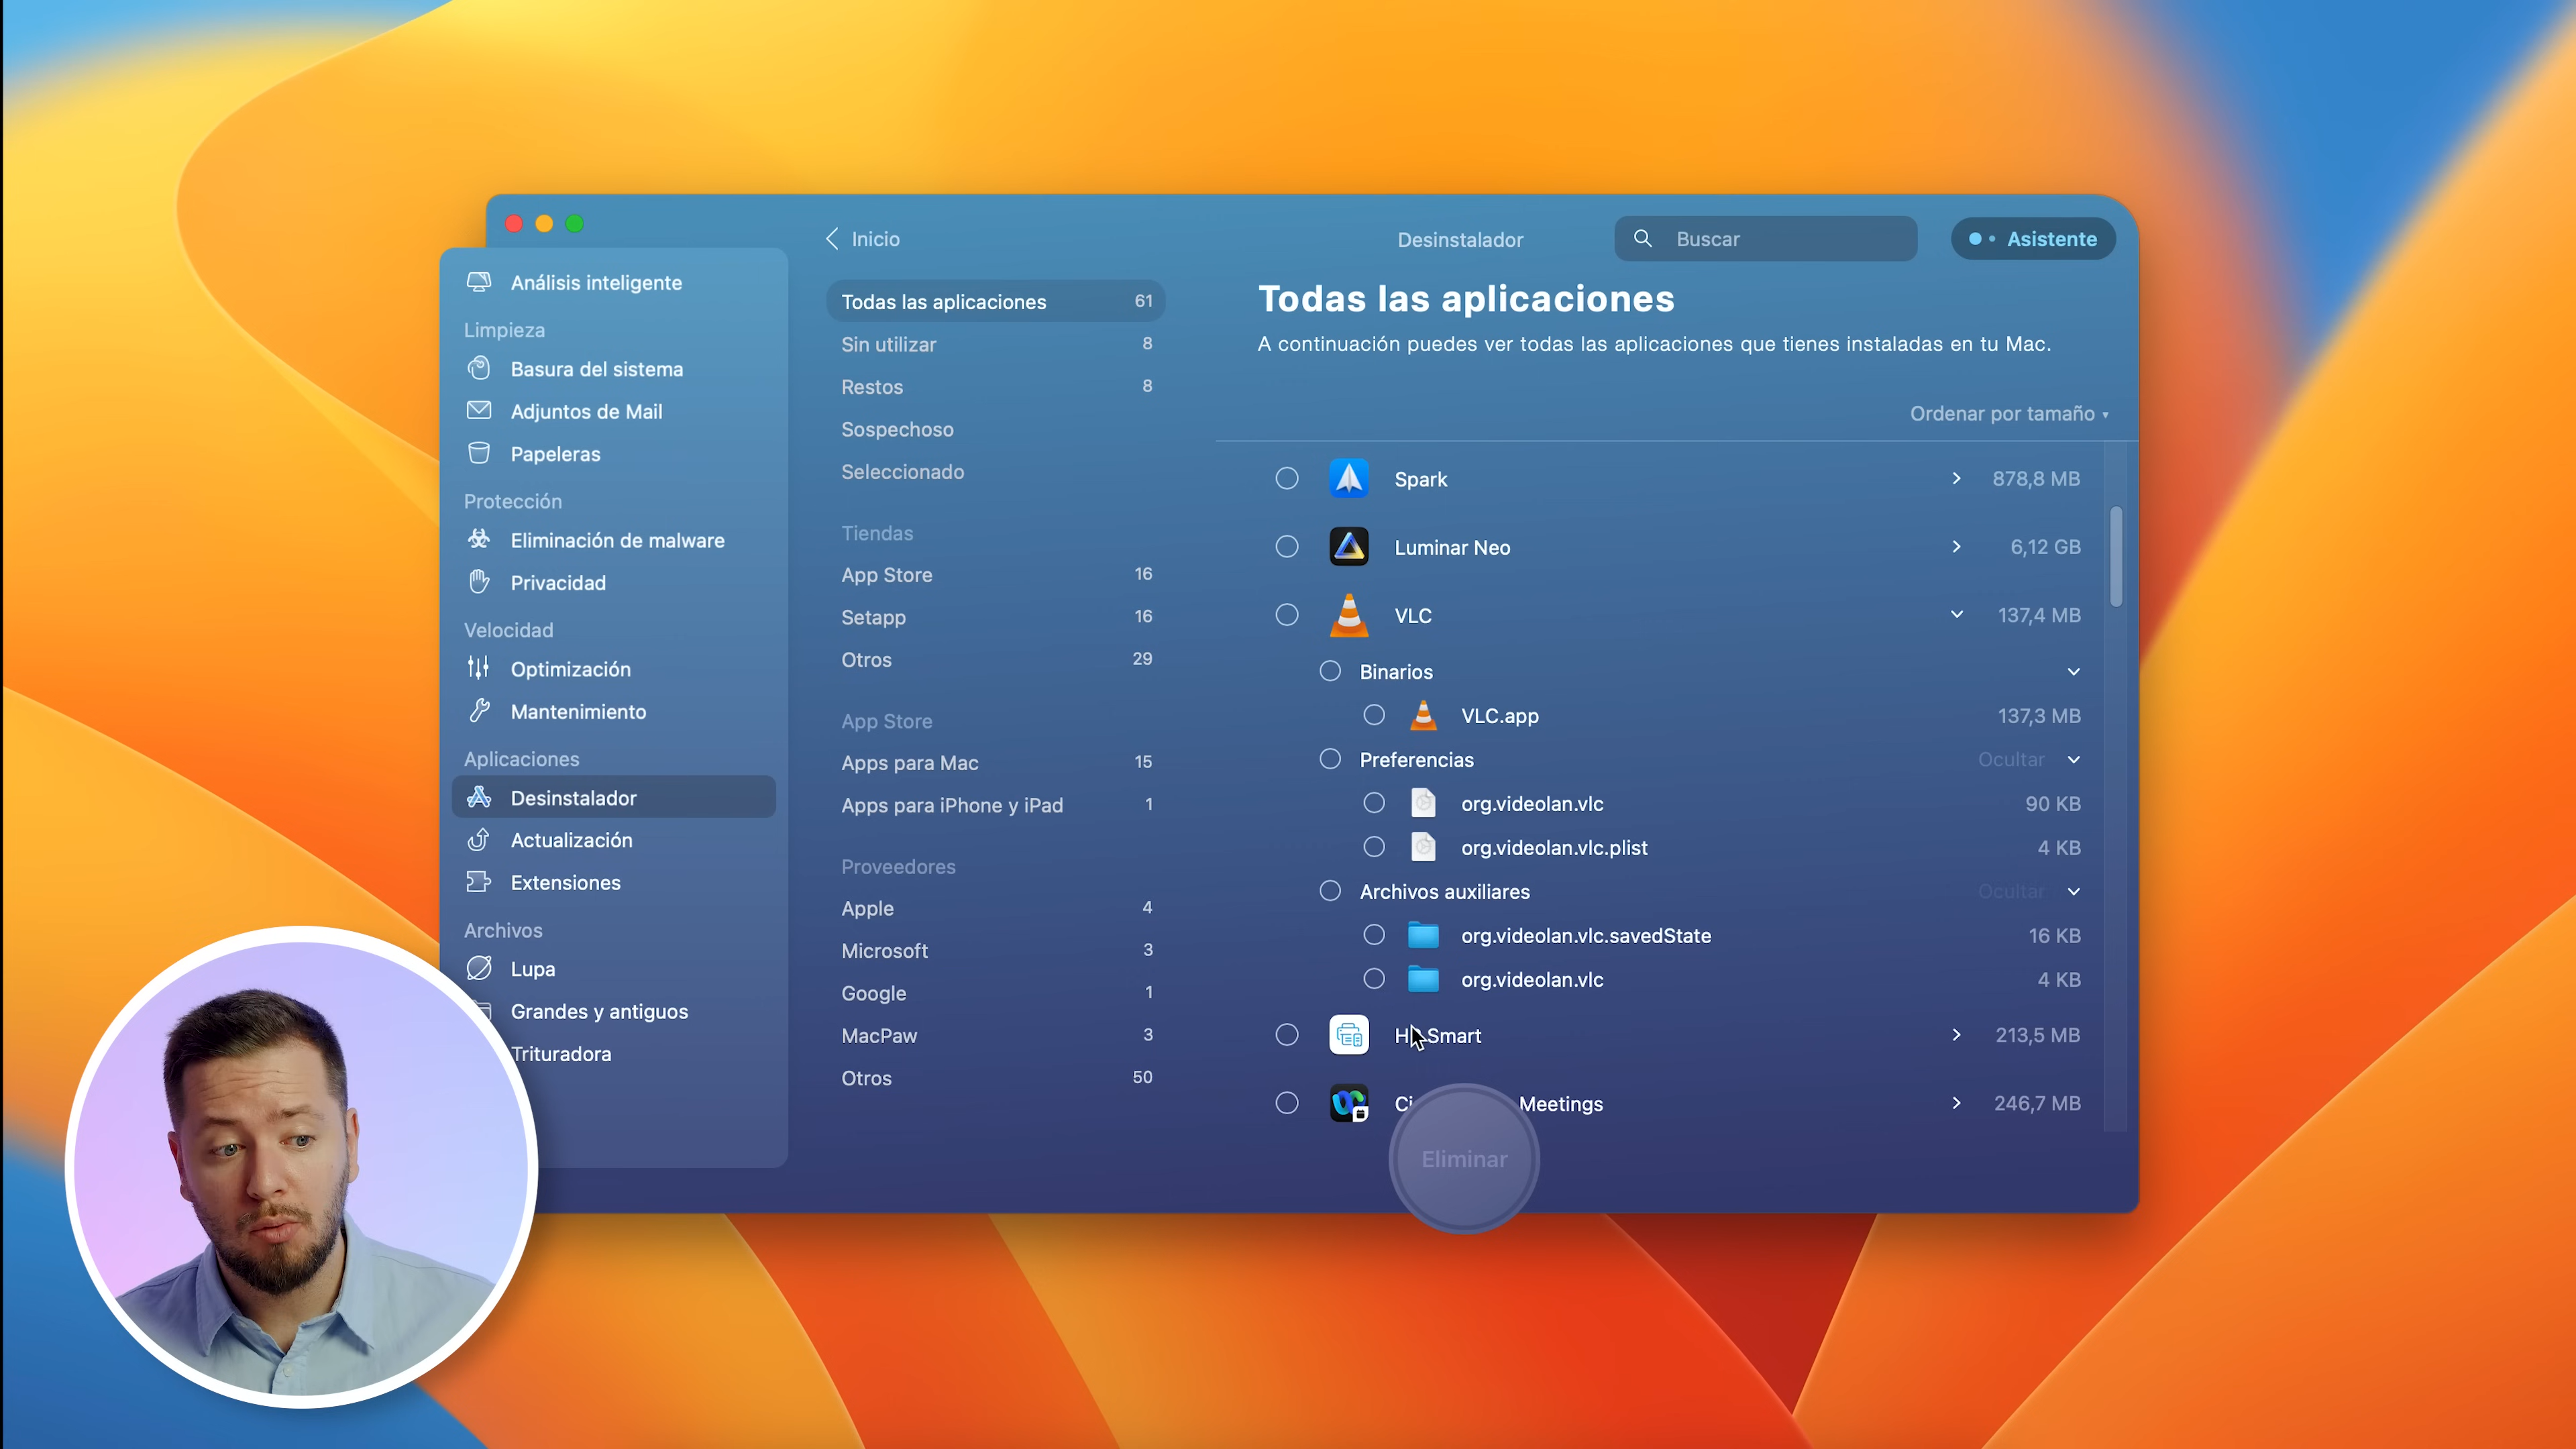 Inicio
Desinstalador
Buscar
Asistente
Análisis inteligente
Limpieza
Basura del sistema
Adjuntos de Mail
Papeleras
Protección
Eliminación de malware
Privacidad
Velocidad
Optimización
Mantenimiento
Aplicaciones
Desinstalador
Actualización
Extensiones
Archivos
Lupa
Grandes y antiguos
Trituradora
Todas las aplicaciones 61
Sin utilizar 8
Restos 8
Sospechoso
Seleccionado
Tiendas
App Store 16
Setapp 16
Otros 29
App Store
Apps para Mac 15
Apps para iPhone y iPad 1
Proveedores
Apple 4
Microsoft 3
Google 1
MacPaw 3
Otros 50
Todas las aplicaciones
A continuación puedes ver todas las aplicaciones que tienes instaladas en tu Mac.
Ordenar por tamaño
Spark 878,8 MB
Luminar Neo 6,12 GB
VLC 137,4 MB
Binarios
VLC.app 137,3 MB
Preferencias Ocultar
org.videolan.vlc 90 KB
org.videolan.vlc.plist 4 KB
Archivos auxiliares Ocultar
org.videolan.vlc.savedState 16 KB
org.videolan.vlc 4 KB
Smart 213,5 MB
Meetings 246,7 MB
Eliminar